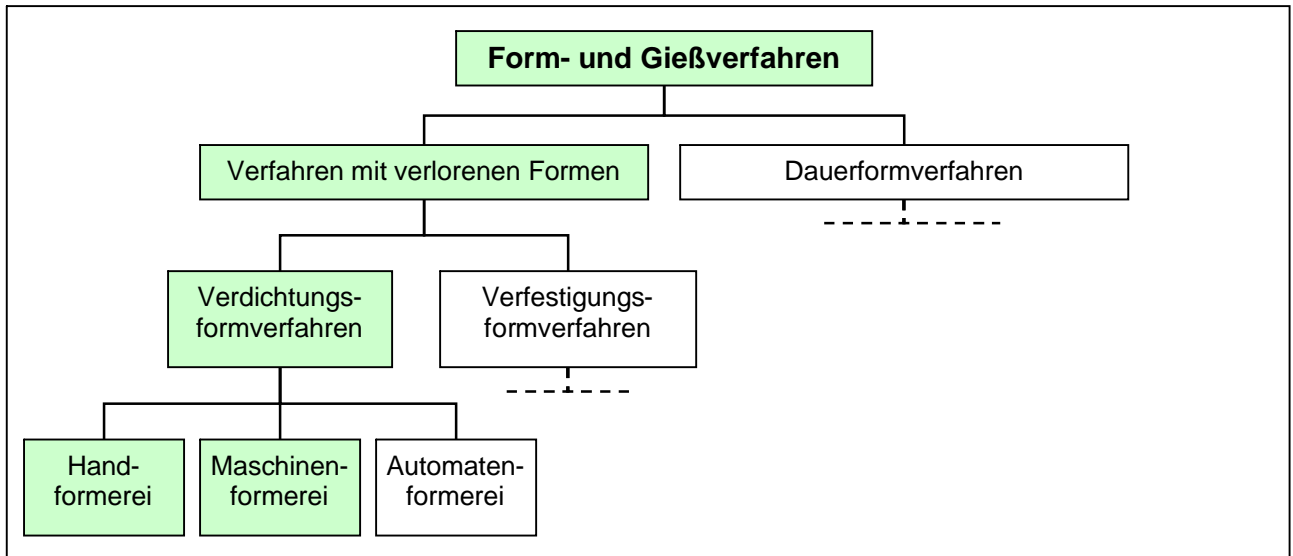 Form- und Gießverfahren
Verfahren mit verlorenen Formen
Dauerformverfahren
Verdichtungs-
formverfahren
Verfestigungs-
formverfahren
Hand-
formerei
Maschinen-
formerei
Automaten-
formerei